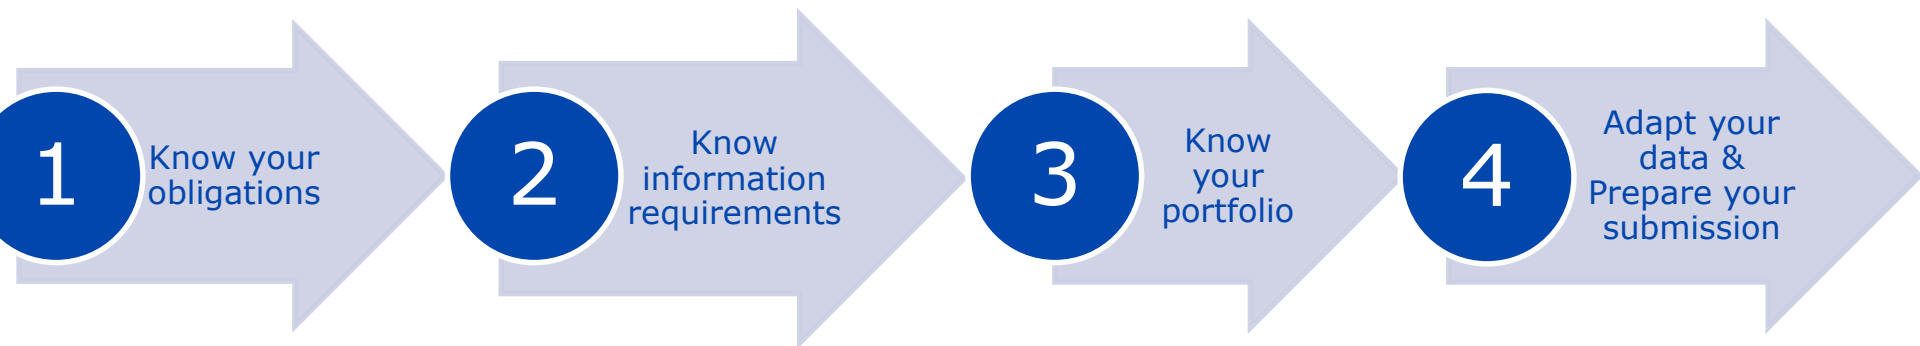 1
Know your
obligations
2
Know
information
requirements
3
Know
your
portfolio
4
Adapt your
data &
Prepare your
submission